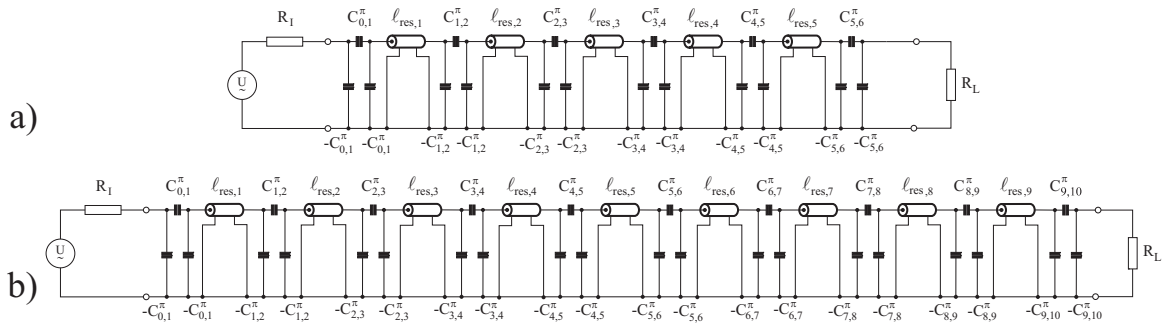 R_I C^π_{0,1} ℓ_{res,1} C^π_{1,2} ℓ_{res,2} C^π_{2,3} ℓ_{res,3} C^π_{3,4} ℓ_{res,4} C^π_{4,5} ℓ_{res,5} C^π_{5,6}
U
~
R_L
a)
-C^π_{0,1} -C^π_{0,1} -C^π_{1,2} -C^π_{1,2} -C^π_{2,3} -C^π_{2,3} -C^π_{3,4} -C^π_{3,4} -C^π_{4,5} -C^π_{4,5} -C^π_{5,6} -C^π_{5,6}
R_I C^π_{0,1} ℓ_{res,1} C^π_{1,2} ℓ_{res,2} C^π_{2,3} ℓ_{res,3} C^π_{3,4} ℓ_{res,4} C^π_{4,5} ℓ_{res,5} C^π_{5,6} ℓ_{res,6} C^π_{6,7} ℓ_{res,7} C^π_{7,8} ℓ_{res,8} C^π_{8,9} ℓ_{res,9} C^π_{9,10}
U
~
R_L
b)
-C^π_{0,1} -C^π_{0,1} -C^π_{1,2} -C^π_{1,2} -C^π_{2,3} -C^π_{2,3} -C^π_{3,4} -C^π_{3,4} -C^π_{4,5} -C^π_{4,5} -C^π_{5,6} -C^π_{5,6} -C^π_{6,7} -C^π_{6,7} -C^π_{7,8} -C^π_{7,8} -C^π_{8,9} -C^π_{8,9} -C^π_{9,10} -C^π_{9,10}